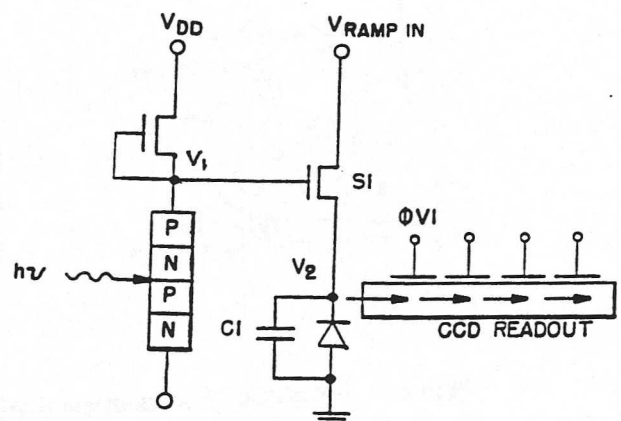 VDD
VRAMP IN
V1
S1
P
N
P
N
hν
V2
C1
ΦV1
CCD READOUT